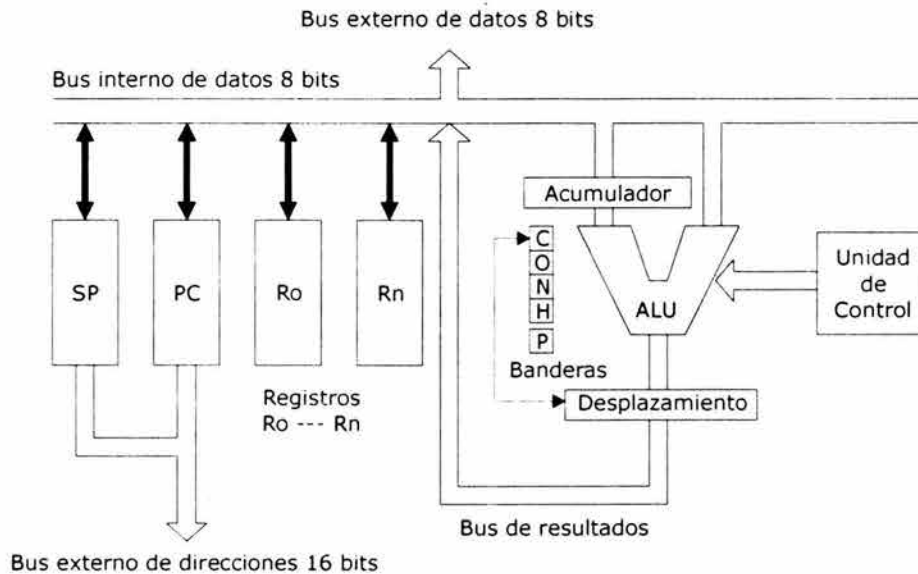 Bus externo de datos 8 bits
Bus interno de datos 8 bits
Acumulador
SP
PC
Ro
Rn
C
O
N
H
P
ALU
Unidad
de
Control
Banderas
Registros
Ro --- Rn
Desplazamiento
Bus de resultados
Bus externo de direcciones 16 bits